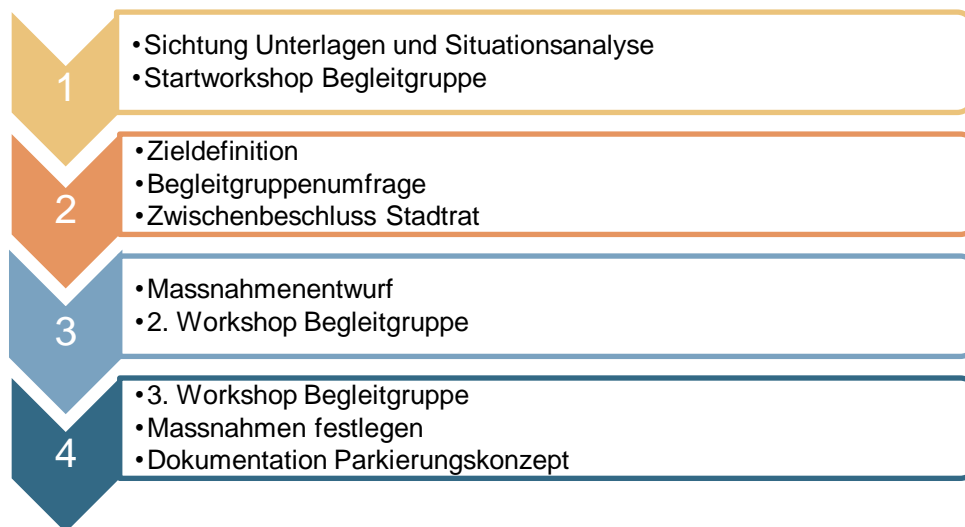 1
•Sichtung Unterlagen und Situationsanalyse
•Startworkshop Begleitgruppe
2
•Zieldefinition
•Begleitgruppenumfrage
•Zwischenbeschluss Stadtrat
3
•Massnahmenentwurf
•2. Workshop Begleitgruppe
4
•3. Workshop Begleitgruppe
•Massnahmen festlegen
•Dokumentation Parkierungskonzept